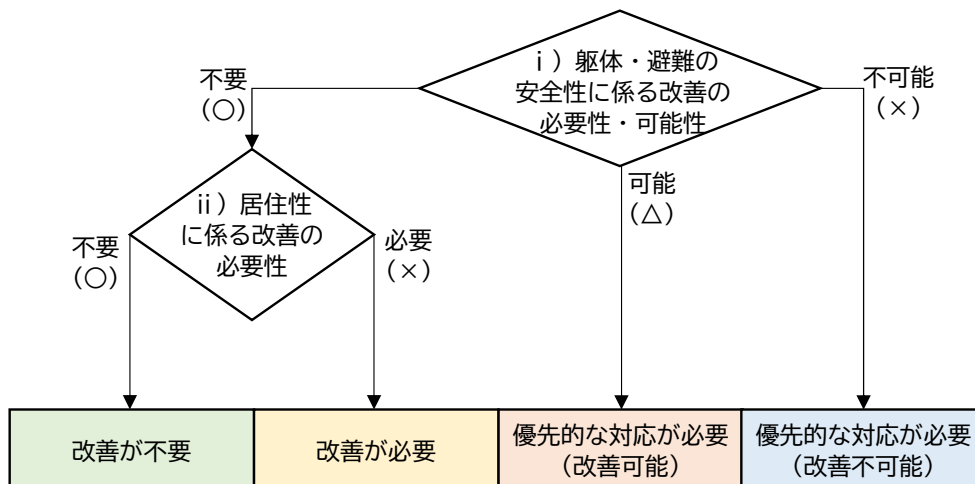 ⅰ）躯体・避難の
安全性に係る改善の
必要性・可能性
不要
（○）
不可能
（×）
可能
（△）
ⅱ）居住性
に係る改善の
必要性
不要
（○）
必要
（×）
改善が不要
改善が必要
優先的な対応が必要
（改善可能）
優先的な対応が必要
（改善不可能）